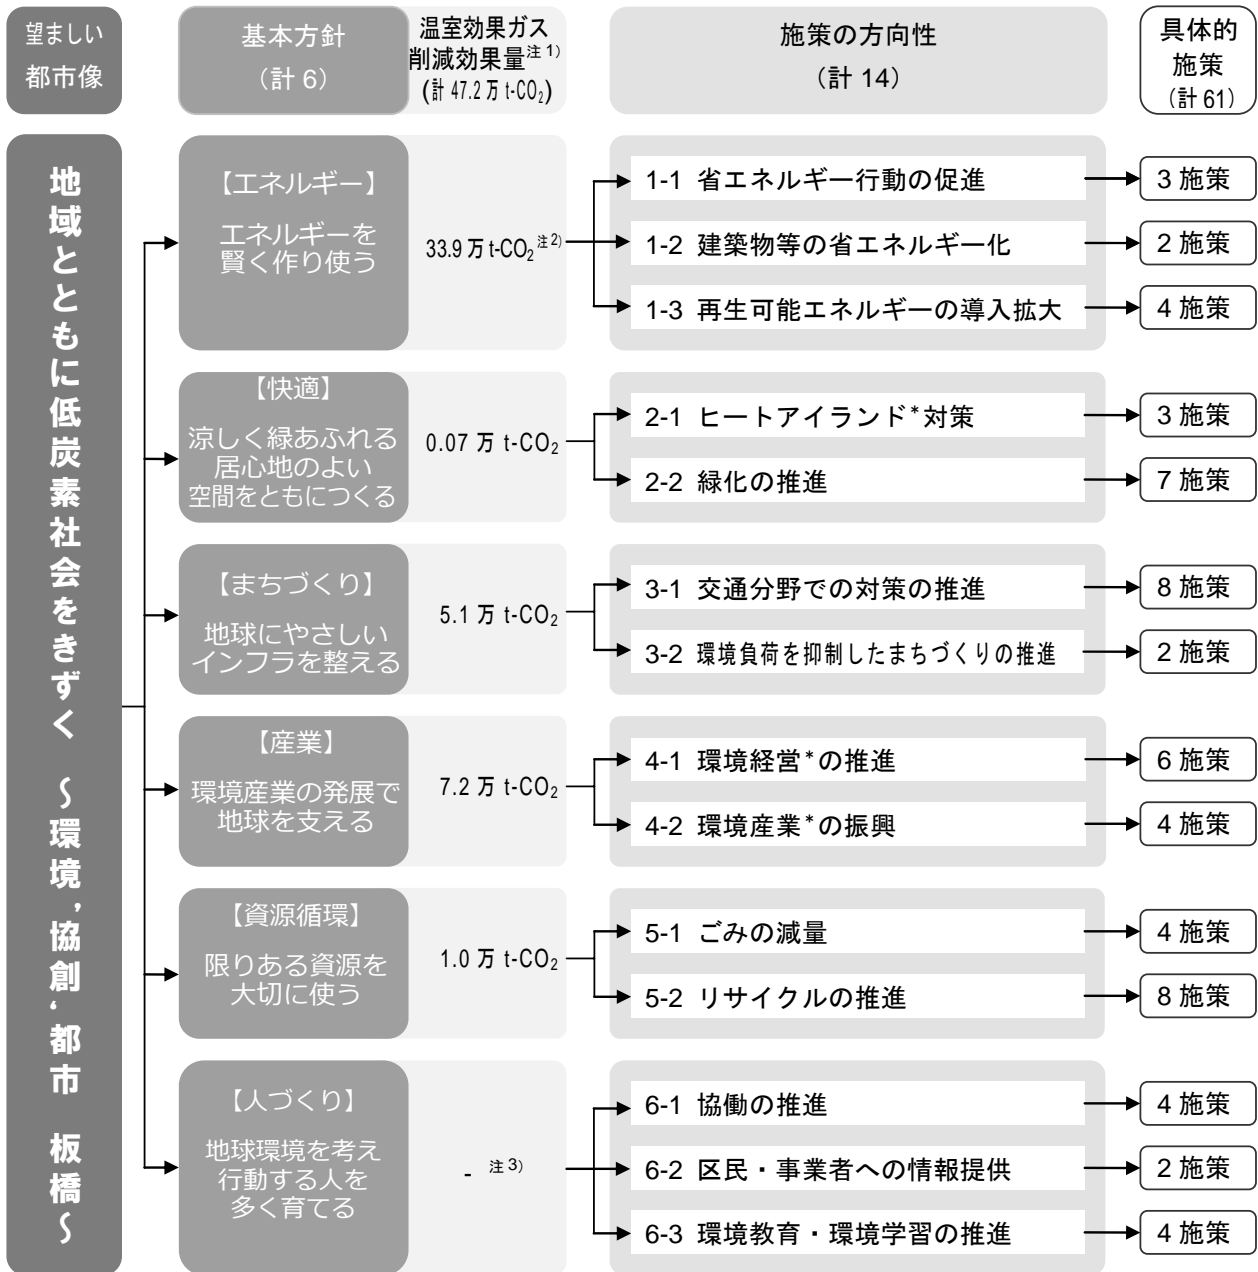 望ましい
都市像
基本方針
（計 6）
温室効果ガス
削減効果量注 1）
(計 47.2 万 t-CO2)
施策の方向性
（計 14）
具体的
施策
（計 61）
地域とともに低炭素社会をきずく ～環境,協創,都市 板橋～
【エネルギー】
エネルギーを
賢く作り使う
33.9 万 t-CO2 注 2）
1-1 省エネルギー行動の促進
3 施策
1-2 建築物等の省エネルギー化
2 施策
1-3 再生可能エネルギーの導入拡大
4 施策
【快適】
涼しく緑あふれる
居心地のよい
空間をともにつくる
0.07 万 t-CO2
2-1 ヒートアイランド*対策
3 施策
2-2 緑化の推進
7 施策
【まちづくり】
地球にやさしい
インフラを整える
5.1 万 t-CO2
3-1 交通分野での対策の推進
8 施策
3-2 環境負荷を抑制したまちづくりの推進
2 施策
【産業】
環境産業の発展で
地球を支える
7.2 万 t-CO2
4-1 環境経営*の推進
6 施策
4-2 環境産業*の振興
4 施策
【資源循環】
限りある資源を
大切に使う
1.0 万 t-CO2
5-1 ごみの減量
4 施策
5-2 リサイクルの推進
8 施策
【人づくり】
地球環境を考え
行動する人を
多く育てる
- 注 3）
6-1 協働の推進
4 施策
6-2 区民・事業者への情報提供
2 施策
6-3 環境教育・環境学習の推進
4 施策